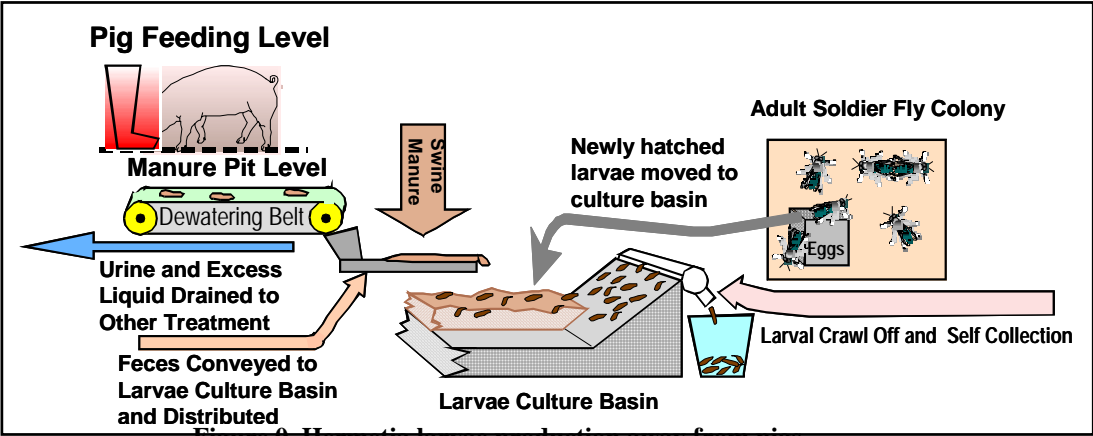 Pig Feeding Level
Manure Pit Level
Dewatering Belt
Urine and Excess
Liquid Drained to
Other Treatment
Feces Conveyed to
Larvae Culture Basin
and Distributed
Swine
Manure
Newly hatched
larvae moved to
culture basin
Adult Soldier Fly Colony
Eggs
Larval Crawl Off and Self Collection
Larvae Culture Basin